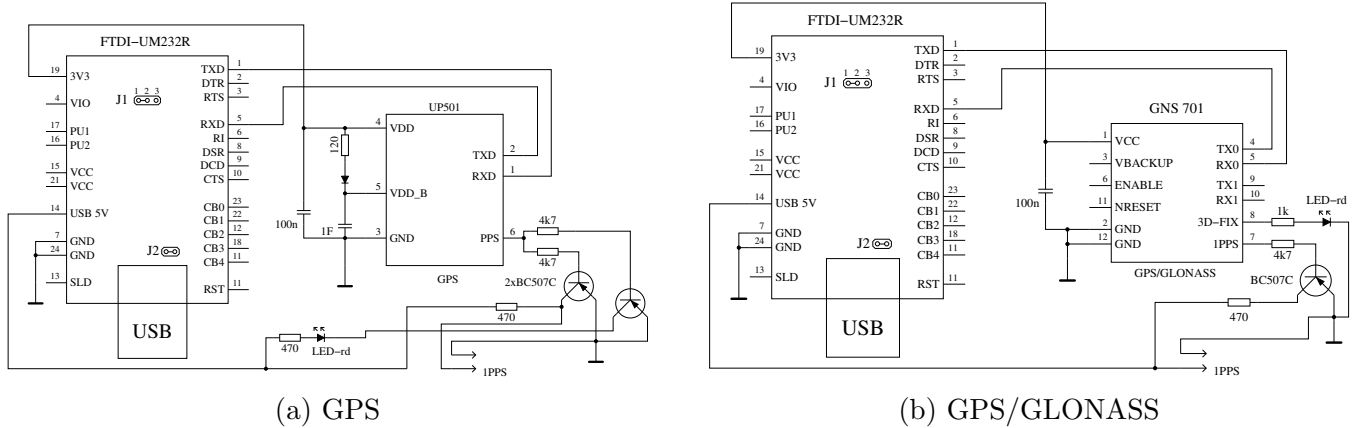 FTDI-UM232R
19 3V3
4 VIO
17 PU1
16 PU2
15 VCC
21 VCC
14 USB 5V
7 GND
24 GND
13 SLD
J1 1 2 3
J2
USB
TXD 1
DTR 2
RTS 3
RXD 5
RI 6
DSR 8
DCD 9
CTS 10
CB0 23
CB1 22
CB2 12
CB3 18
CB4 11
RST 11
UP501
4 VDD
5 VDD_B
3 GND
TXD 2
RXD 1
PPS 6
GPS
120
1F
100n
4k7
4k7
2xBC507C
470
470
LED-rd
1PPS
(a) GPS
FTDI-UM232R
19 3V3
4 VIO
17 PU1
16 PU2
15 VCC
21 VCC
14 USB 5V
7 GND
24 GND
13 SLD
J1 1 2 3
J2
USB
TXD 1
DTR 2
RTS 3
RXD 5
RI 6
DSR 8
DCD 9
CTS 10
CB0 23
CB1 22
CB2 12
CB3 18
CB4 11
RST 11
GNS 701
1 VCC
3 VBACKUP
6 ENABLE
11 NRESET
2 GND
12 GND
TX0 4
RX0 5
TX1 9
RX1 10
3D-FIX 8
1PPS 7
GPS/GLONASS
100n
1k
LED-rd
4k7
BC507C
470
1PPS
(b) GPS/GLONASS